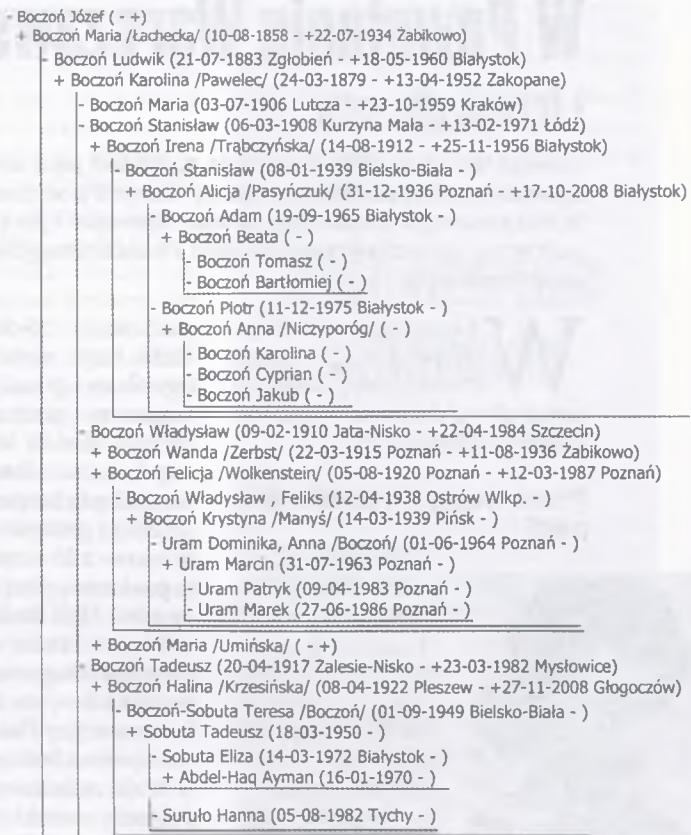 - Boczoń Józef ( - +)
+ Boczoń Maria /Łachecka/ (10-08-1858 - +22-07-1934 Żabikowo)
- Boczoń Ludwik (21-07-1883 Zgłobień - +18-05-1960 Białystok)
+ Boczoń Karolina /Pawelec/ (24-03-1879 - +13-04-1952 Zakopane)
- Boczoń Maria (03-07-1906 Lutcza - +23-10-1959 Kraków)
- Boczoń Stanisław (06-03-1908 Kurzyna Mała - +13-02-1971 Łódź)
+ Boczoń Irena /Trąbczyńska/ (14-08-1912 - +25-11-1956 Białystok)
- Boczoń Stanisław (08-01-1939 Bielsko-Biała - )
+ Boczoń Alicja /Pasyńczuk/ (31-12-1936 Poznań - +17-10-2008 Białystok)
- Boczoń Adam (19-09-1965 Białystok - )
+ Boczoń Beata ( - )
- Boczoń Tomasz ( - )
- Boczoń Bartłomiej ( - )
- Boczoń Piotr (11-12-1975 Białystok - )
+ Boczoń Anna /Niczyporóg/ ( - )
- Boczoń Karolina ( - )
- Boczoń Cyprian ( - )
- Boczoń Jakub ( - )
- Boczoń Władysław (09-02-1910 Jata-Nisko - +22-04-1984 Szczecin)
+ Boczoń Wanda /Zerbst/ (22-03-1915 Poznań - +11-08-1936 Żabikowo)
+ Boczoń Felicja /Wolkenstein/ (05-08-1920 Poznań - +12-03-1987 Poznań)
- Boczoń Władysław , Feliks (12-04-1938 Ostrów Wlkp. - )
+ Boczoń Krystyna /Manyś/ (14-03-1939 Pińsk - )
- Uram Dominika, Anna /Boczoń/ (01-06-1964 Poznań - )
+ Uram Marcin (31-07-1963 Poznań - )
- Uram Patryk (09-04-1983 Poznań - )
- Uram Marek (27-06-1986 Poznań - )
+ Boczoń Maria /Umińska/ ( - +)
- Boczoń Tadeusz (20-04-1917 Zalesie-Nisko - +23-03-1982 Mysłowice)
+ Boczoń Halina /Krzesińska/ (08-04-1922 Pleszew - +27-11-2008 Głogoczów)
- Boczoń-Sobuta Teresa /Boczoń/ (01-09-1949 Bielsko-Biała - )
+ Sobuta Tadeusz (18-03-1950 - )
- Sobuta Eliza (14-03-1972 Białystok - )
+ Abdel-Haq Ayman (16-01-1970 - )
- Suruło Hanna (05-08-1982 Tychy - )